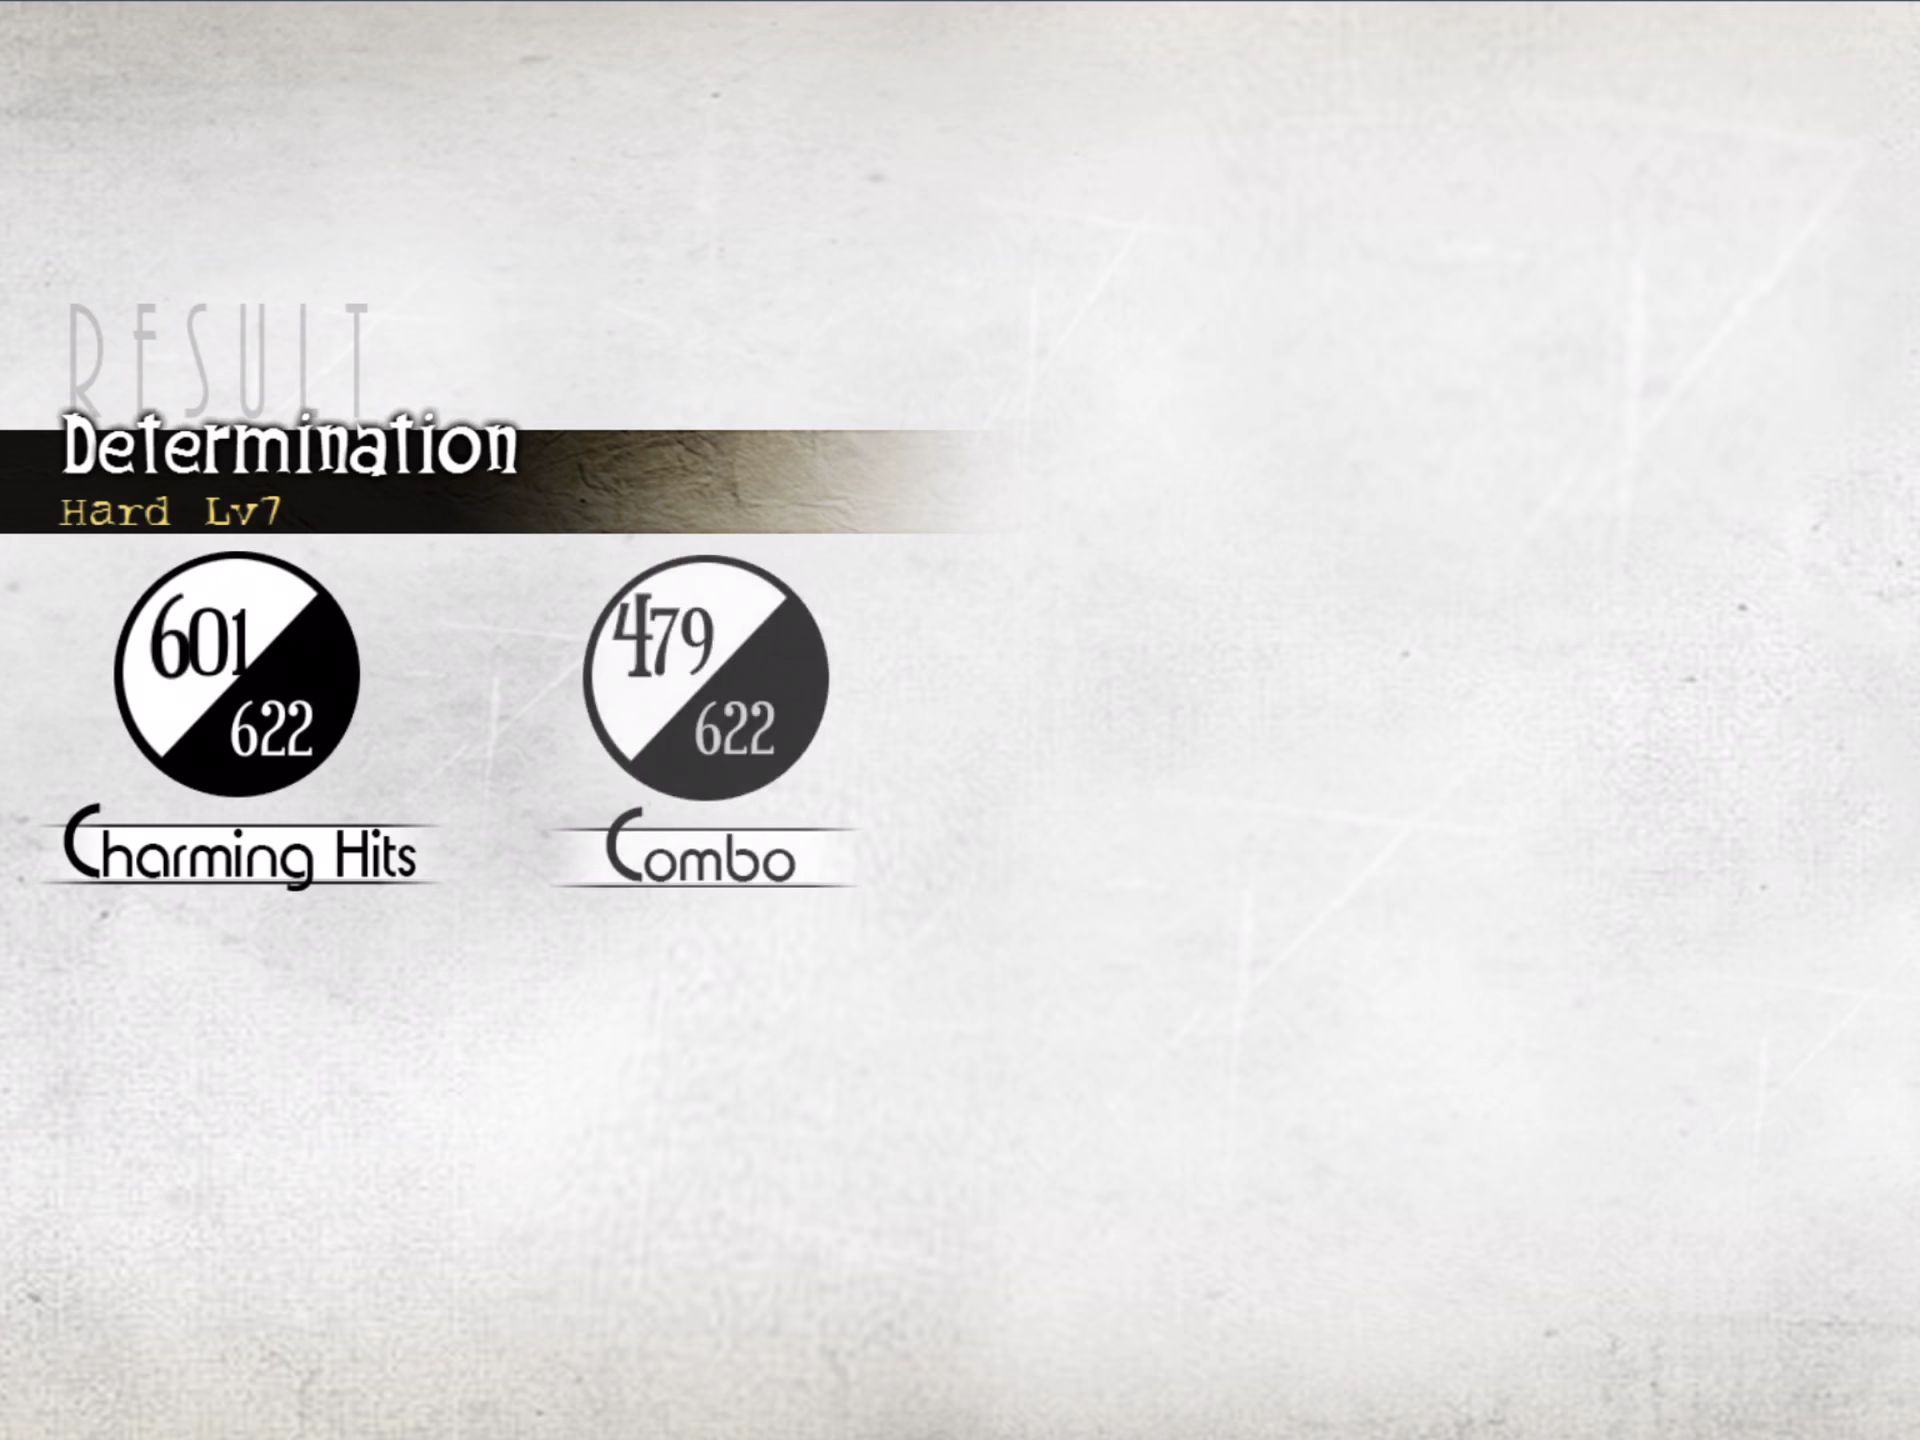 RESULT
Determination
Hard Lv7
601
622
Charming Hits
479
622
Combo